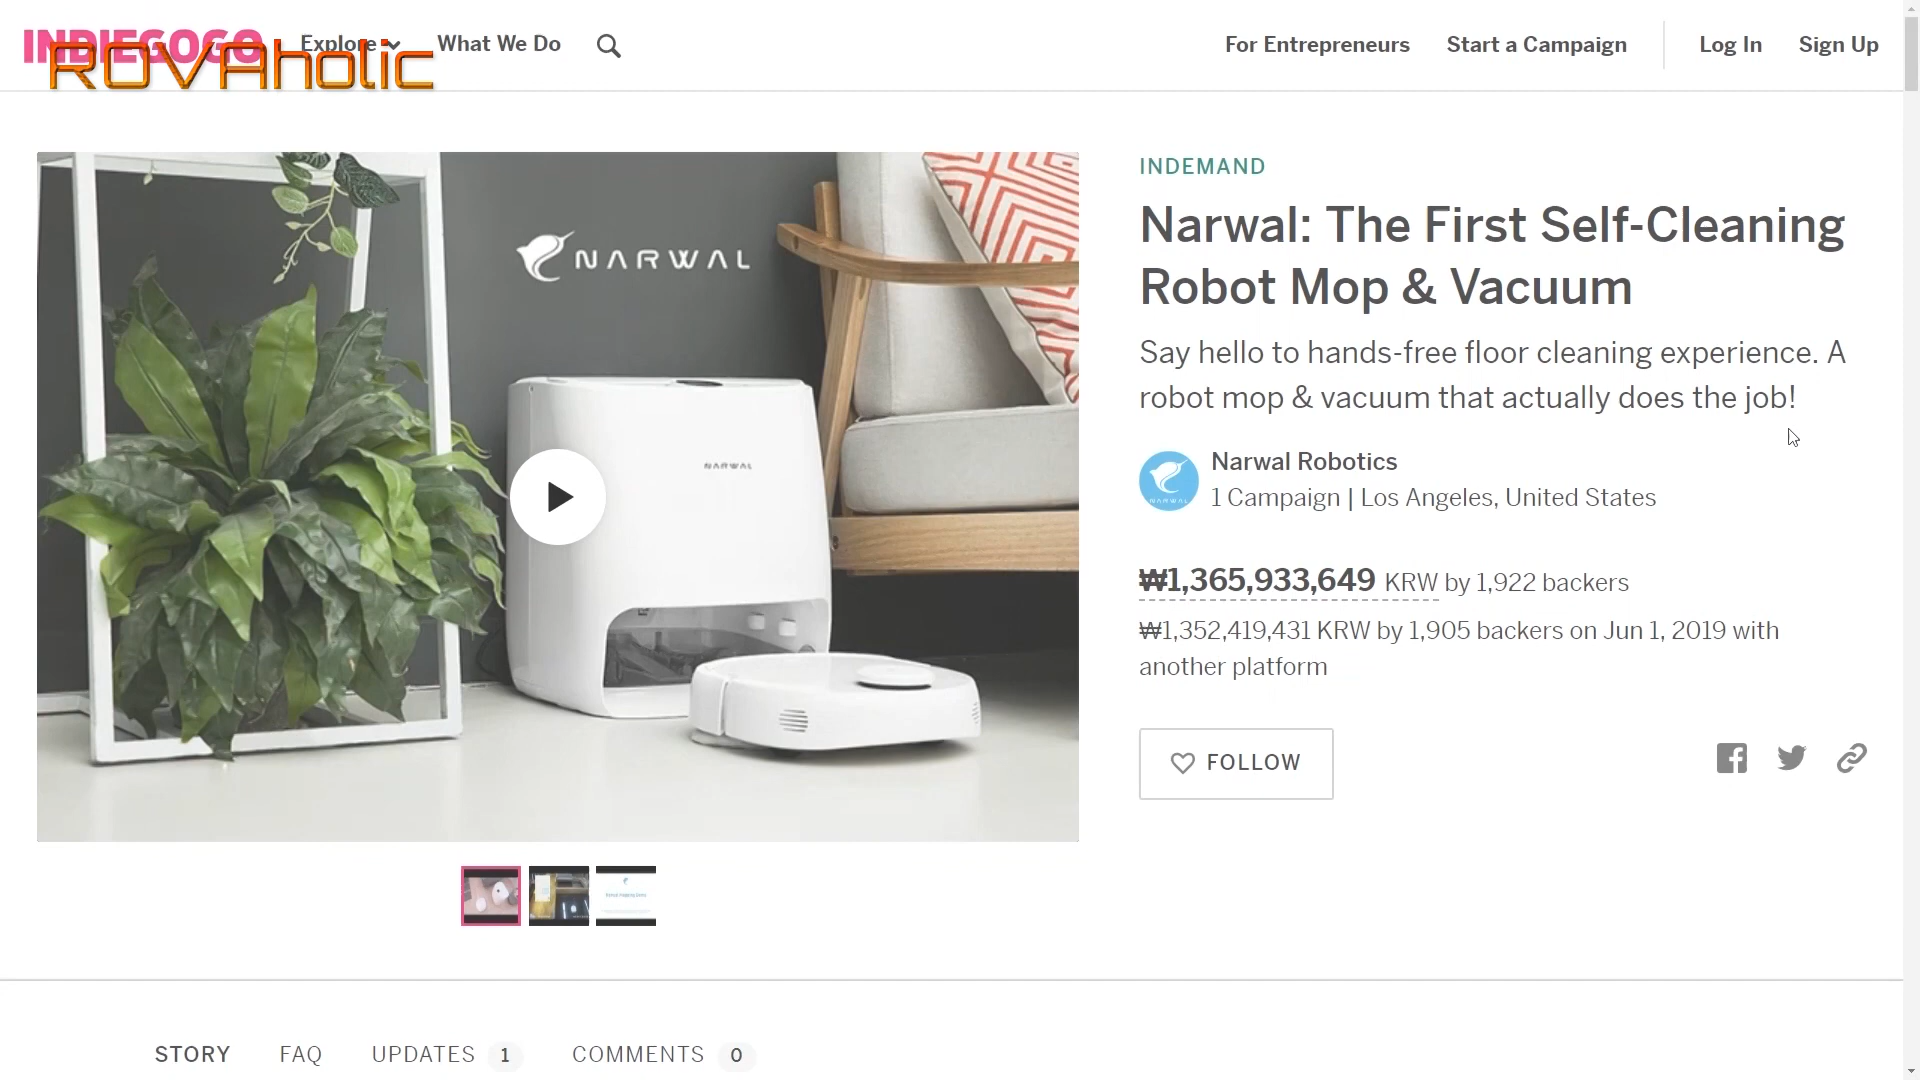 INDIEGOGO
ROVAholic
Explore
What We Do
For Entrepreneurs
Start a Campaign
Log In
Sign Up
NARWAL
NARWAL
INDEMAND
Narwal: The First Self-Cleaning
Robot Mop & Vacuum
Say hello to hands-free floor cleaning experience. A
robot mop & vacuum that actually does the job!
NARWAL
Narwal Robotics
1 Campaign | Los Angeles, United States
₩1,365,933,649 KRW by 1,922 backers
₩1,352,419,431 KRW by 1,905 backers on Jun 1, 2019 with
another platform
FOLLOW
STORY
FAQ
UPDATES 1
COMMENTS 0